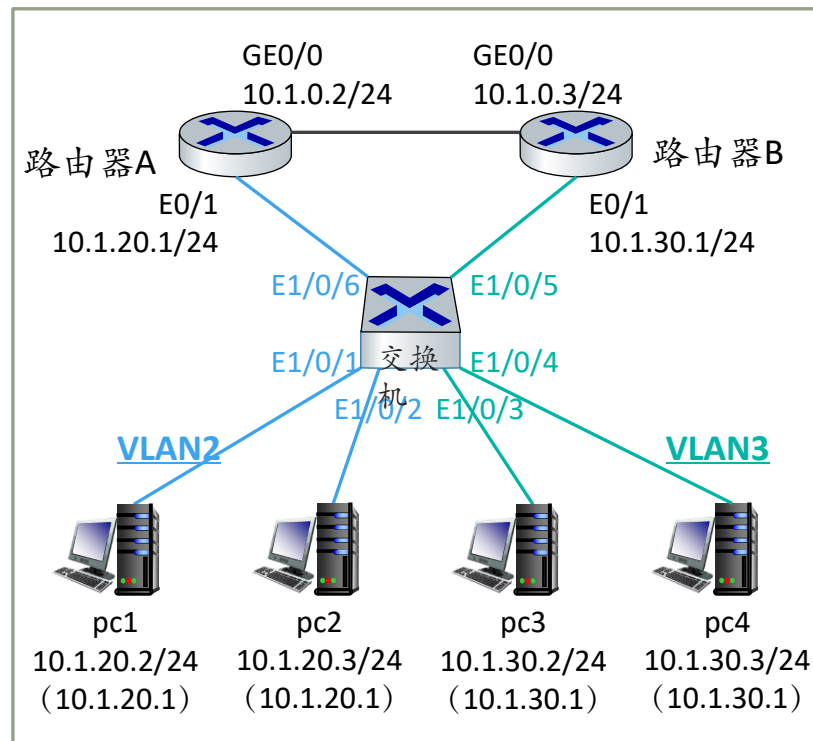 GE0/0
10.1.0.2/24
GE0/0
10.1.0.3/24
路由器A
路由器B
E0/1
10.1.20.1/24
E0/1
10.1.30.1/24
E1/0/6
E1/0/5
E1/0/1
交换机
E1/0/4
E1/0/2
E1/0/3
VLAN2
VLAN3
pc1
10.1.20.2/24
（10.1.20.1）
pc2
10.1.20.3/24
（10.1.20.1）
pc3
10.1.30.2/24
（10.1.30.1）
pc4
10.1.30.3/24
（10.1.30.1）